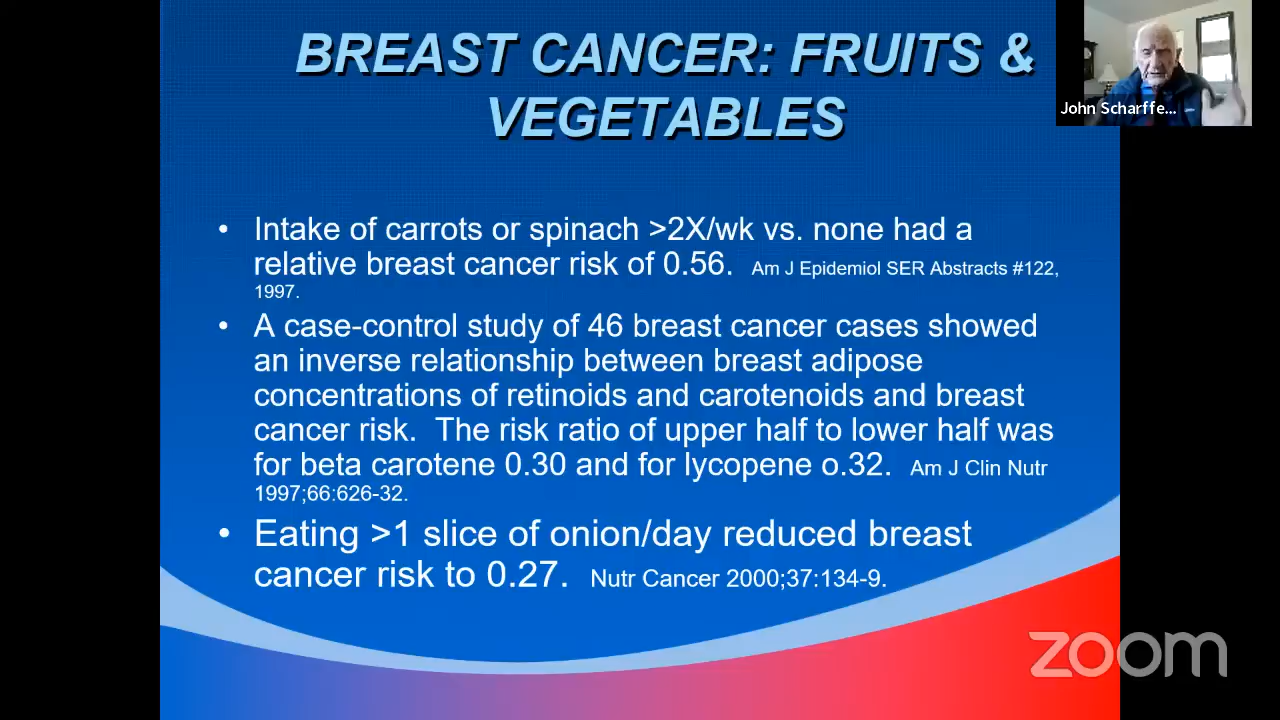 BREAST CANCER: FRUITS &
VEGETABLES
John Scharffe...
• Intake of carrots or spinach >2X/wk vs. none had a
relative breast cancer risk of 0.56. Am J Epidemiol SER Abstracts #122,
1997.
• A case-control study of 46 breast cancer cases showed
an inverse relationship between breast adipose
concentrations of retinoids and carotenoids and breast
cancer risk. The risk ratio of upper half to lower half was
for beta carotene 0.30 and for lycopene o.32. Am J Clin Nutr
1997;66:626-32.
• Eating >1 slice of onion/day reduced breast
cancer risk to 0.27. Nutr Cancer 2000;37:134-9.
zoom